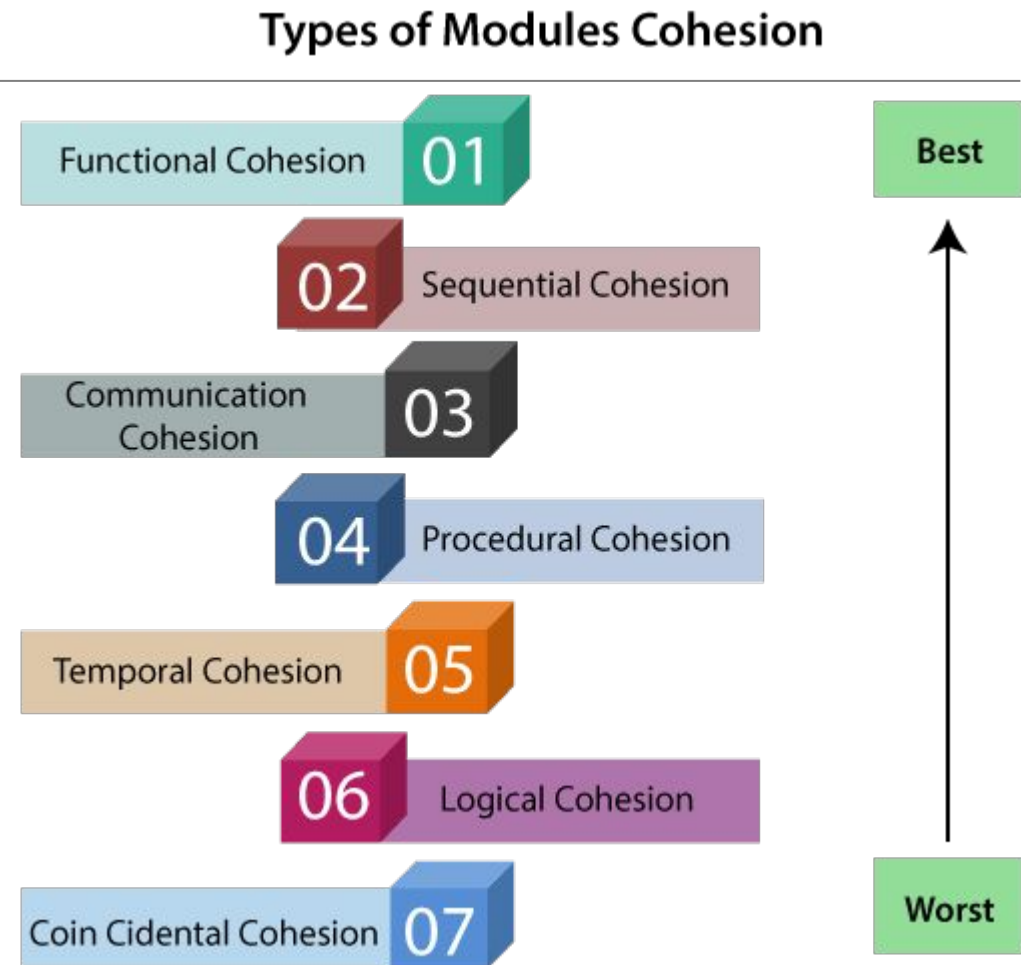 Types of Modules Cohesion
Functional Cohesion 01
Best
02 Sequential Cohesion
Communication
Cohesion
03
04 Procedural Cohesion
Temporal Cohesion 05
06 Logical Cohesion
Worst
Coin Cidental Cohesion 07